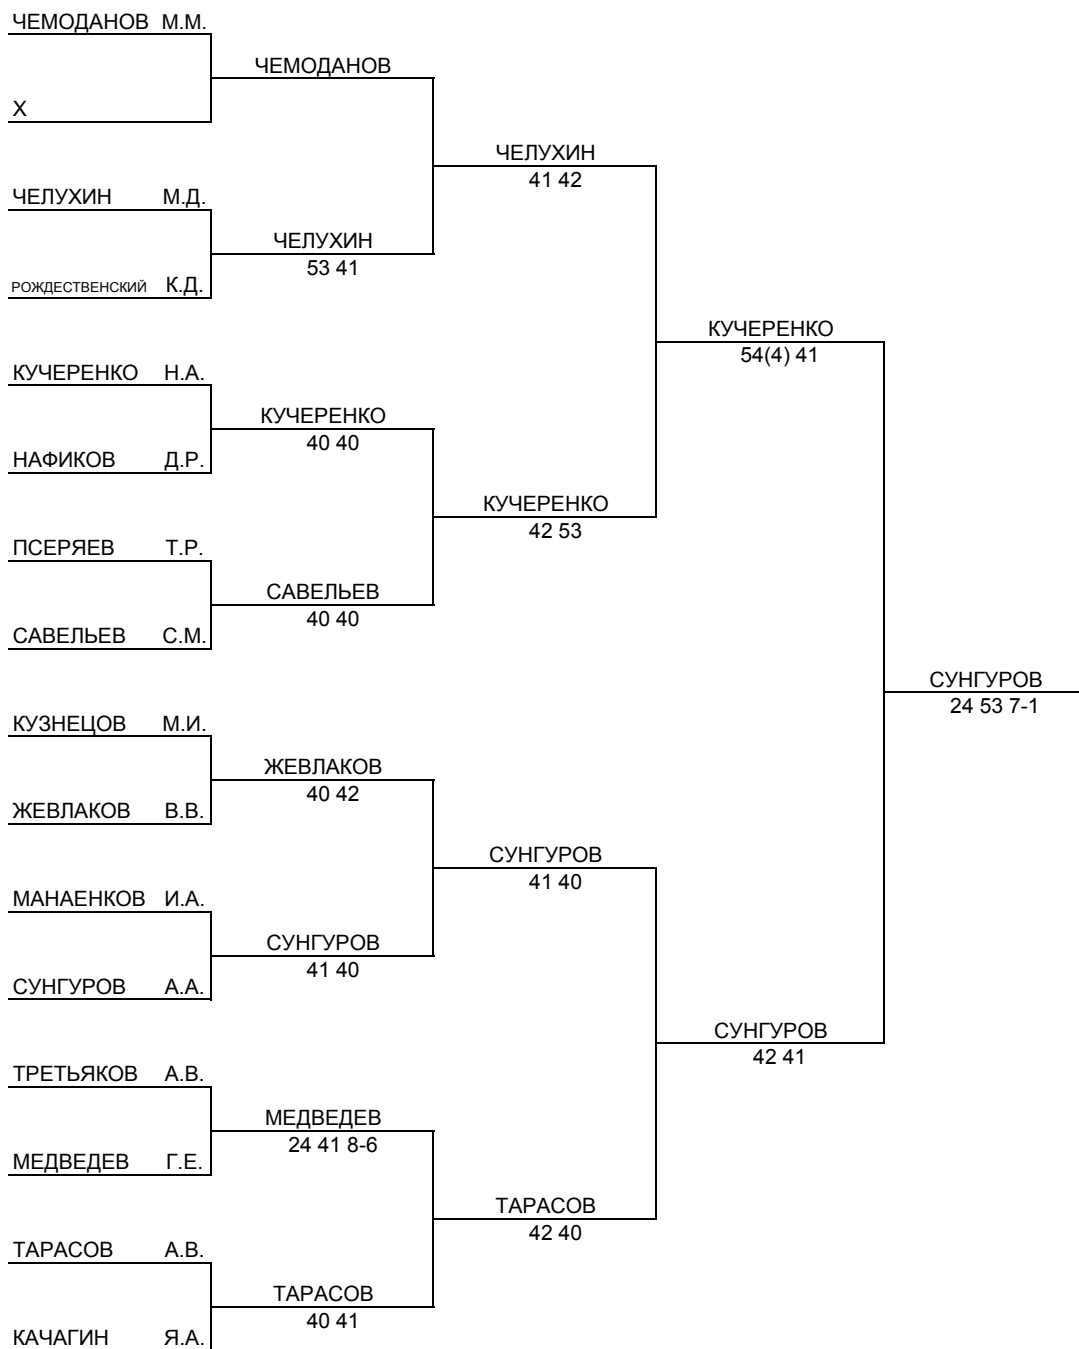 ЧЕМОДАНОВ М.М.
ЧЕМОДАНОВ
Х
ЧЕЛУХИН
41 42
ЧЕЛУХИН М.Д.
ЧЕЛУХИН
53 41
РОЖДЕСТВЕНСКИЙ К.Д.
КУЧЕРЕНКО
54(4) 41
КУЧЕРЕНКО Н.А.
КУЧЕРЕНКО
40 40
НАФИКОВ Д.Р.
КУЧЕРЕНКО
42 53
ПСЕРЯЕВ Т.Р.
САВЕЛЬЕВ
40 40
САВЕЛЬЕВ С.М.
СУНГУРОВ
24 53 7-1
КУЗНЕЦОВ М.И.
ЖЕВЛАКОВ
40 42
ЖЕВЛАКОВ В.В.
СУНГУРОВ
41 40
МАНАЕНКОВ И.А.
СУНГУРОВ
41 40
СУНГУРОВ А.А.
СУНГУРОВ
42 41
ТРЕТЬЯКОВ А.В.
МЕДВЕДЕВ
24 41 8-6
МЕДВЕДЕВ Г.Е.
ТАРАСОВ
42 40
ТАРАСОВ А.В.
ТАРАСОВ
40 41
КАЧАГИН Я.А.